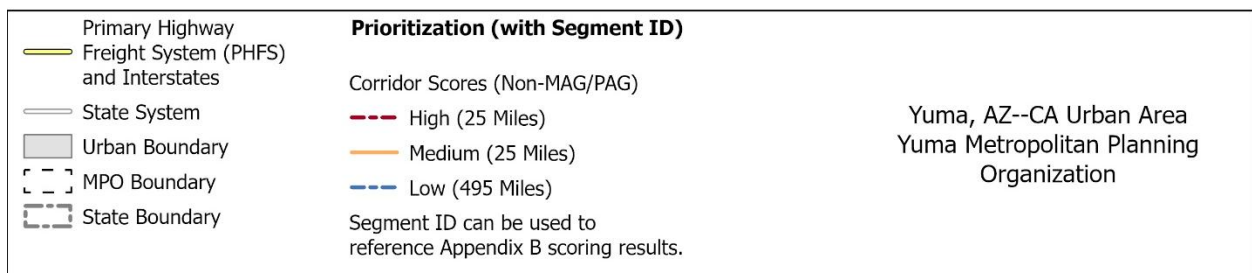 Primary Highway
Freight System (PHFS)
and Interstates
State System
Urban Boundary
MPO Boundary
State Boundary
Prioritization (with Segment ID)
Corridor Scores (Non-MAG/PAG)
High (25 Miles)
Medium (25 Miles)
Low (495 Miles)
Segment ID can be used to
reference Appendix B scoring results.
Yuma, AZ--CA Urban Area
Yuma Metropolitan Planning
Organization